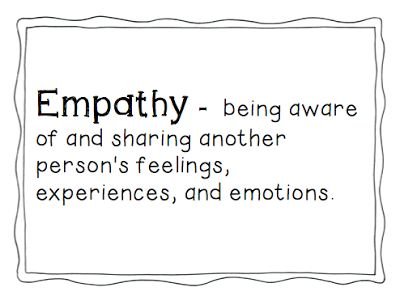 Empathy - being aware
of and sharing another
person's feelings,
experiences, and emotions.